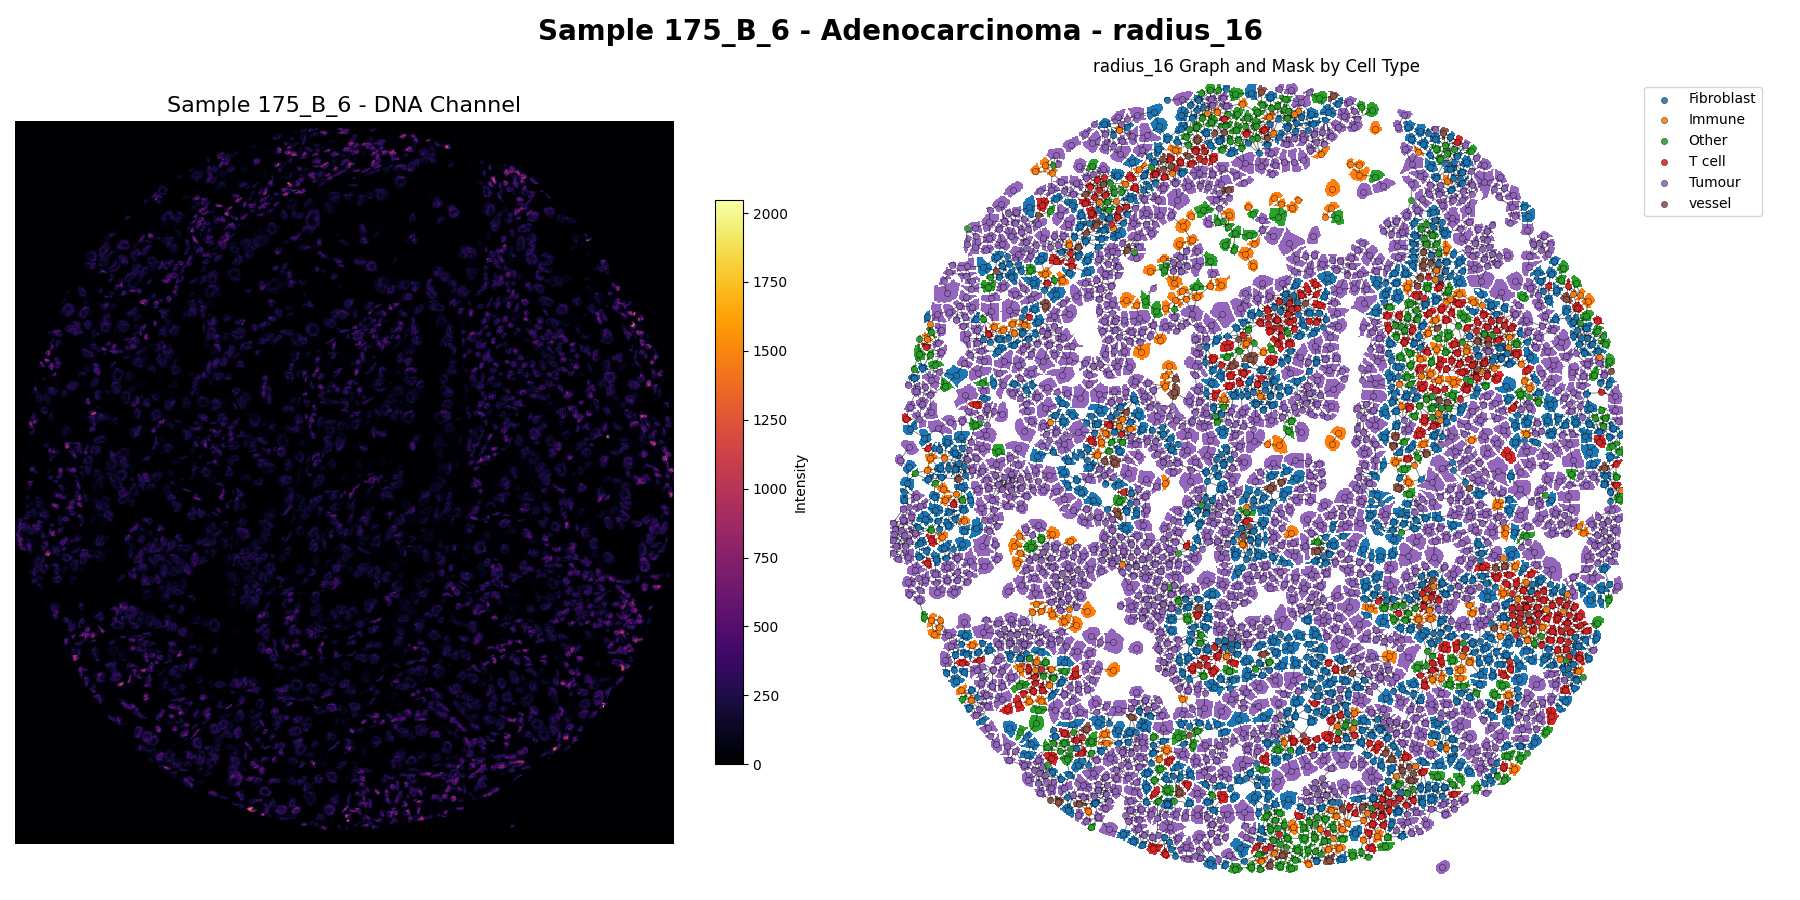 Sample 175_B_6 - Adenocarcinoma - radius_16
Sample 175_B_6 - DNA Channel
2000
1750
1500
1250
1000
750
500
250
0
Intensity
radius_16 Graph and Mask by Cell Type
Fibroblast
Immune
Other
T cell
Tumour
vessel